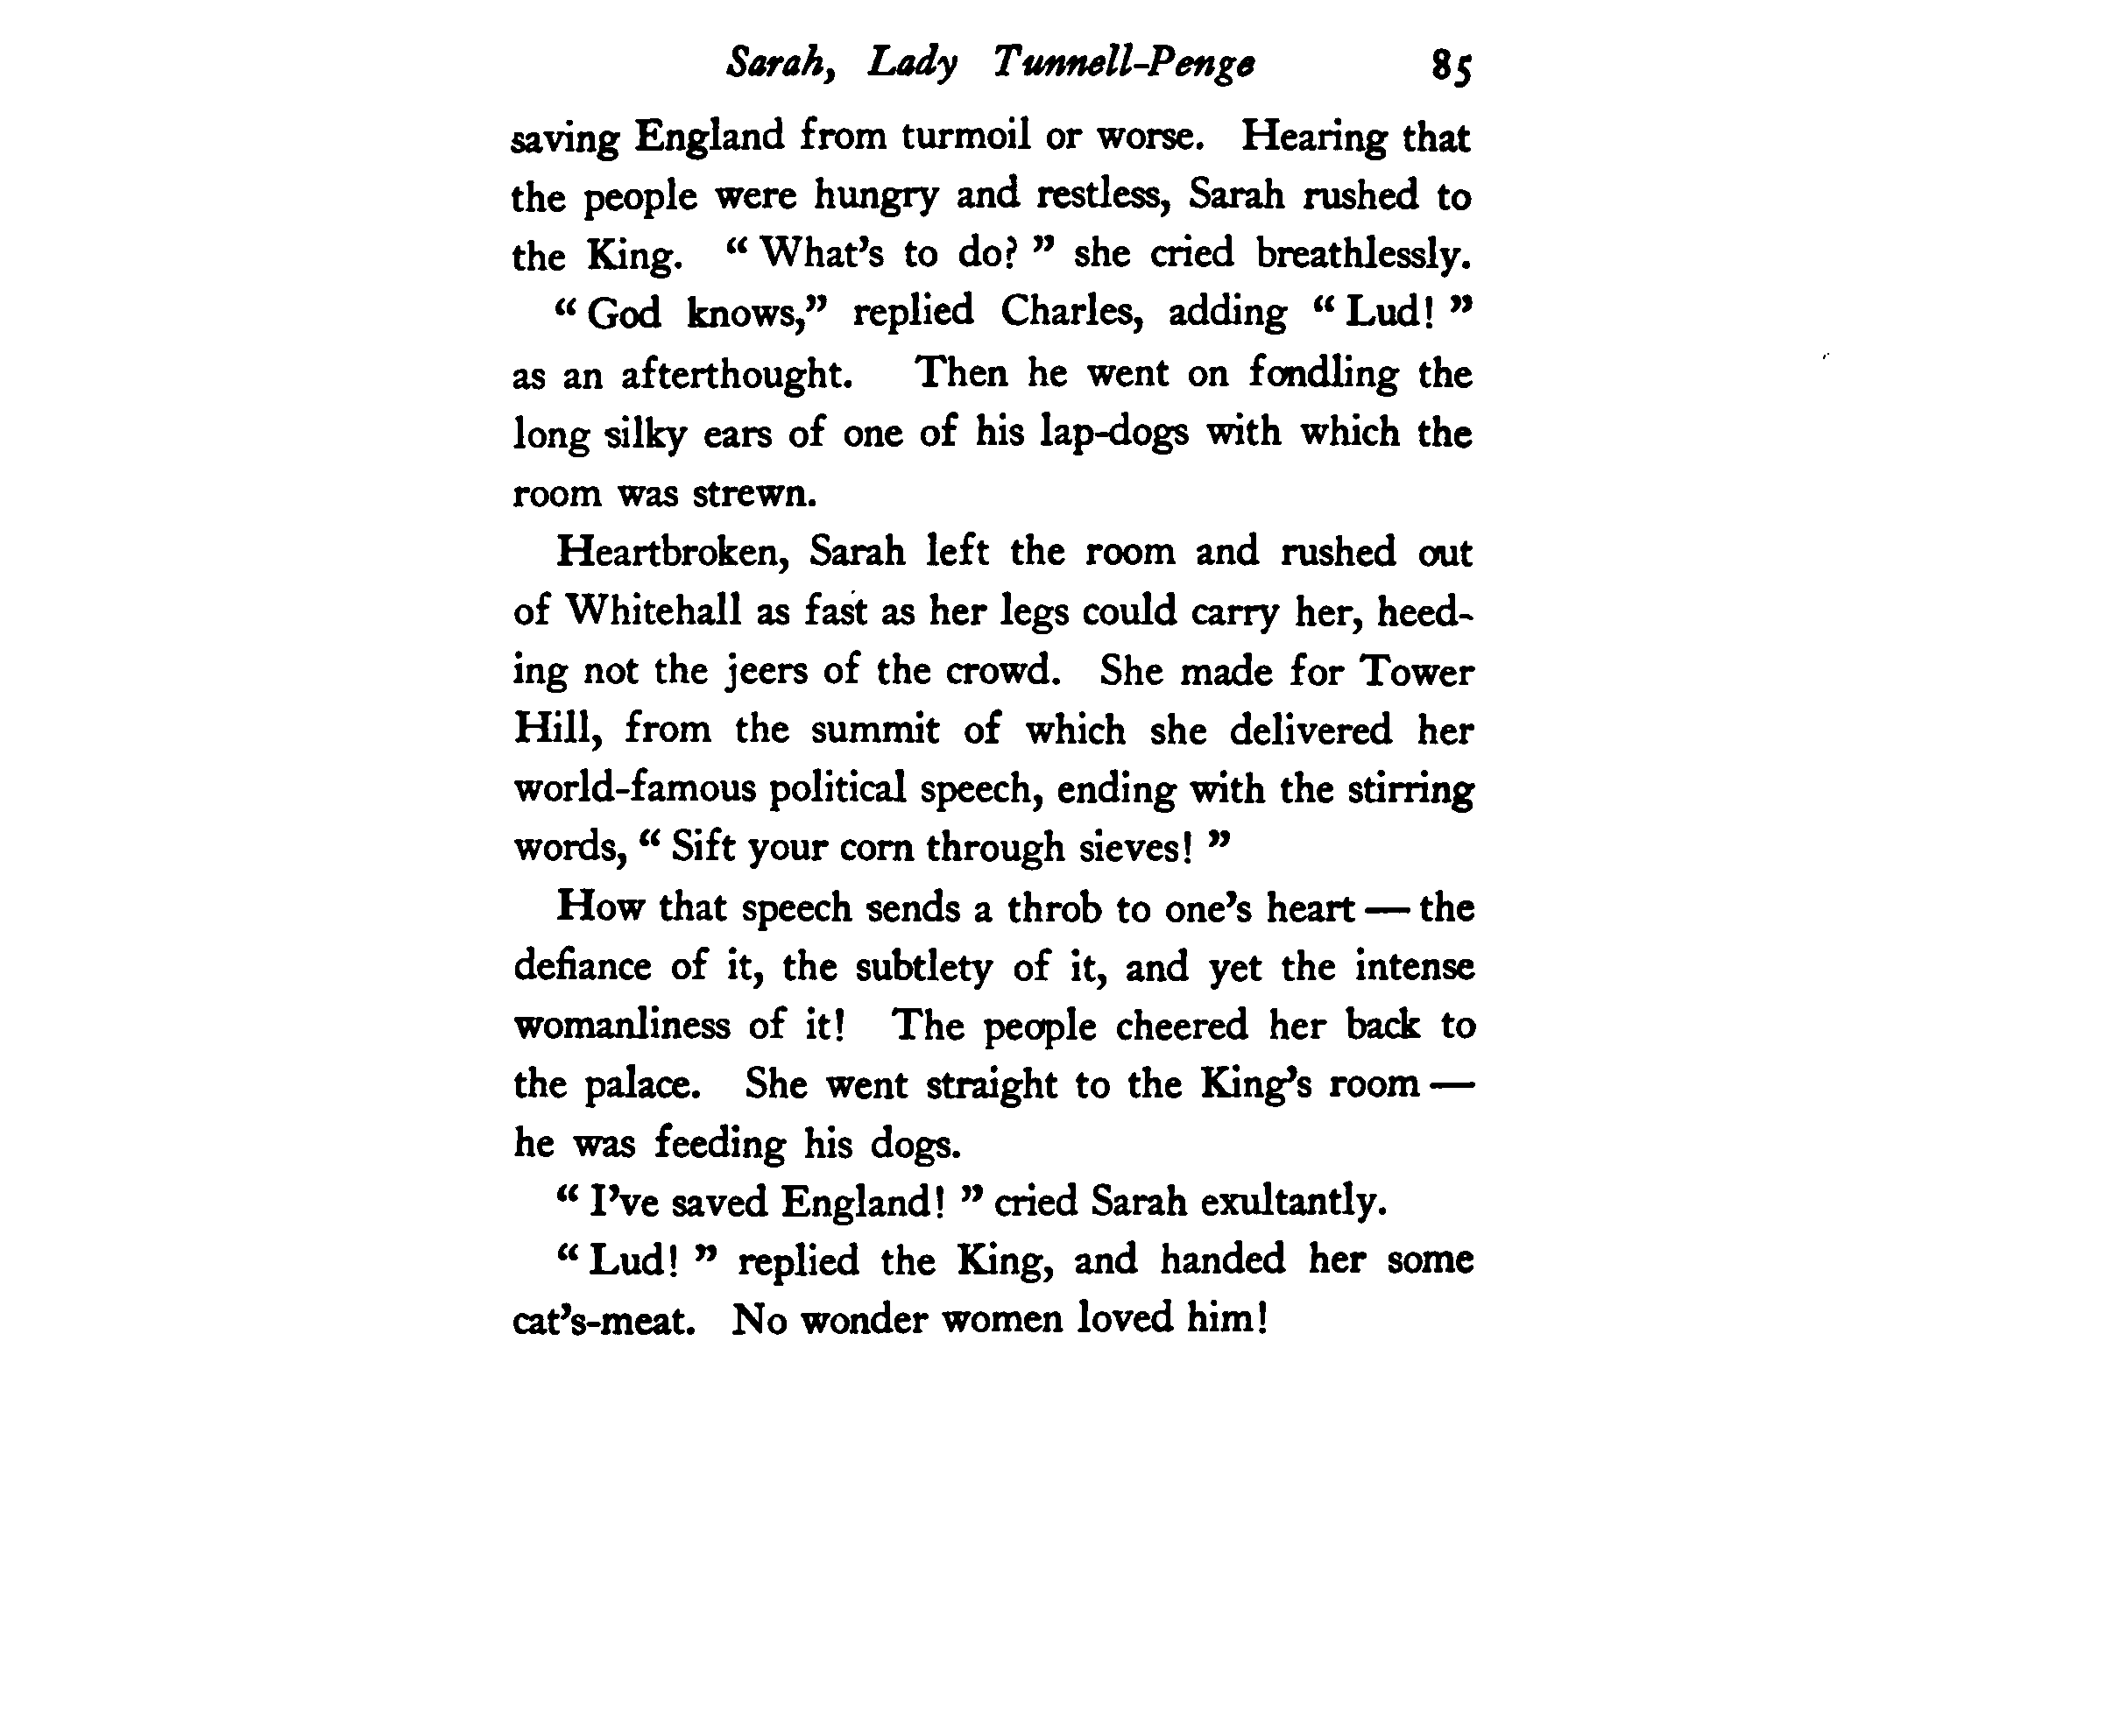 Sarah, Lady Tunnell-Penge 85
saving England from turmoil or worse. Hearing that
the people were hungry and restless, Sarah rushed to
the King. “ What’s to do? ” she cried breathlessly.
“ God knows,” replied Charles, adding “ Lud! ”
as an afterthought. Then he went on fondling the
long silky ears of one of his lap-dogs with which the
room was strewn.
Heartbroken, Sarah left the room and rushed out
of Whitehall as fast as her legs could carry her, heed-
ing not the jeers of the crowd. She made for Tower
Hill, from the summit of which she delivered her
world-famous political speech, ending with the stirring
words, “ Sift your corn through sieves! ”
How that speech sends a throb to one’s heart — the
defiance of it, the subtlety of it, and yet the intense
womanliness of it! The people cheered her back to
the palace. She went straight to the King’s room —
he was feeding his dogs.
“ I’ve saved England! ” cried Sarah exultantly.
“ Lud! ” replied the King, and handed her some
cat’s-meat. No wonder women loved him!